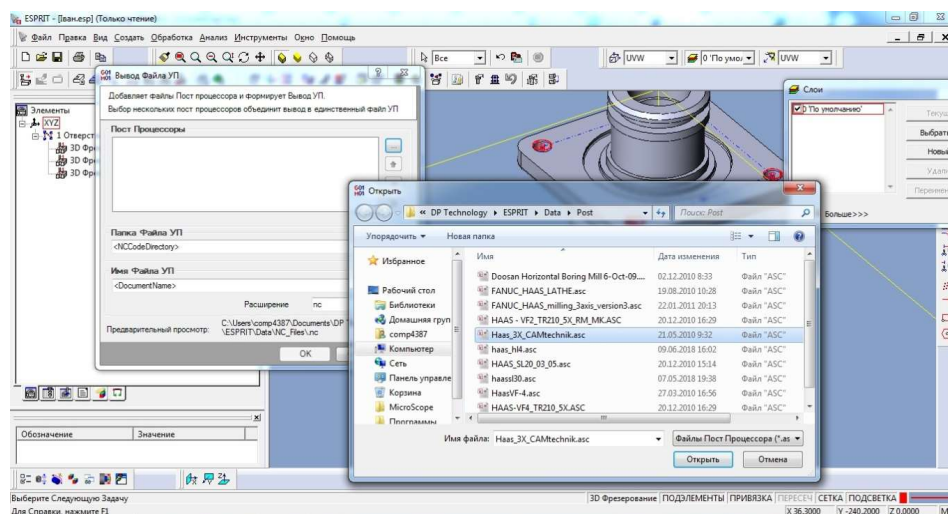 ESPRIT - [Іван.esp] (Только чтение)
Файл Правка Вид Создать Обработка Анализ Инструменты Окно Помощь
Все
UVW
0 'По умол
UVW
Элементы
XYZ
1 Отверст
3D Фре
3D Фре
3D Фре
Вывод Файла УП
Добавляет файлы Пост процессора и формирует Вывод УП.
Выбор нескольких пост процессоров объединит вывод в единственный файл УП
Пост Процессоры
Папка Файла УП
<NCCodeDirectory>
Имя Файла УП
<DocumentName>
Расширение nc
Предварительный просмотр: C:\Users\comp4387\Documents\DP
\ESPRIT\Data\NC_Files\.nc
OK
Слои
0 'По умолчанию'
Текущ
Выбрать
Новый
Удали
Переимен
Больше>>>
Открыть
« DP Technology ESPRIT Data Post
Поиск: Post
Упорядочить Новая папка
Избранное
Рабочий стол
Библиотеки
Домашняя груп
comp4387
Компьютер
Сеть
Панель управле
Корзина
MicroScope
Программы
Имя Дата изменения Тип
Doosan Horizontal Boring Mill 6-Oct-09.... 02.12.2010 8:33 Файл "ASC"
FANUC_HAAS_LATHE.asc 19.08.2010 10:28 Файл "ASC"
FANUC_HAAS_milling_3axis_version3.asc 22.01.2011 20:13 Файл "ASC"
HAAS - VF2_TR210_5X_RM_MK.ASC 20.12.2010 16:29 Файл "ASC"
Haas_3X_CAMtechnik.asc 21.05.2010 9:32 Файл "ASC"
haas_hl4.asc 09.06.2018 16:02 Файл "ASC"
HAAS_SL20_03_05.asc 20.12.2010 15:14 Файл "ASC"
haassl30.asc 07.05.2018 19:38 Файл "ASC"
HaasVF-4.asc 27.03.2010 16:56 Файл "ASC"
HAAS-VF4_TR210_5X.ASC 20.12.2010 16:29 Файл "ASC"
Имя файла: Haas_3X_CAMtechnik.asc Файлы Пост Процессора (*.as
Открыть Отмена
Обозначение Значение
Выберите Следующую Задачу
3D Фрезерование ПОДЭЛЕМЕНТЫ ПРИВЯЗКА ПЕРЕСЕЧ СЕТКА ПОДСВЕТКА
Для Справки, нажмите F1
X 36.3000 Y -240.2000 Z 0.0000